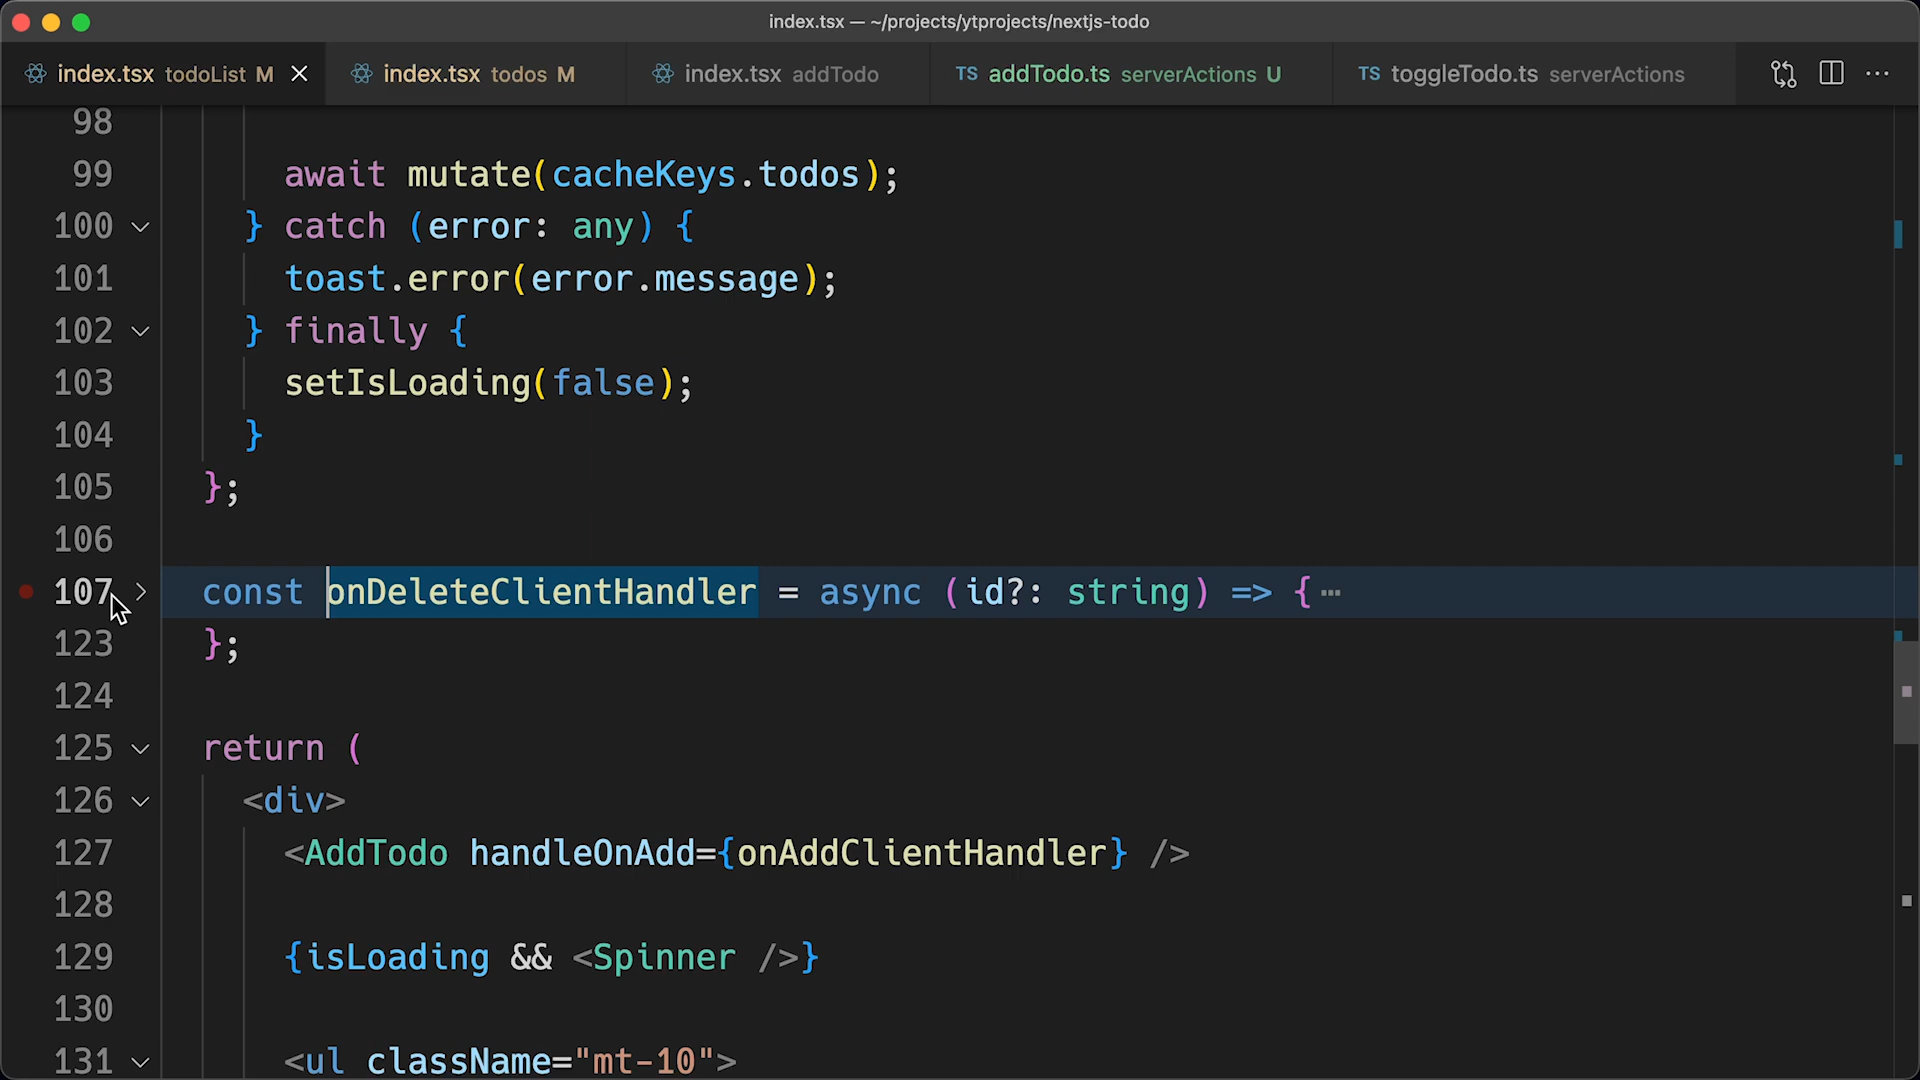 index.tsx — ~/projects/ytprojects/nextjs-todo
index.tsx todoList M index.tsx todos M index.tsx addTodo TS addTodo.ts serverActions U TS toggleTodo.ts serverActions
98
99 await mutate(cacheKeys.todos);
100 } catch (error: any) {
101 toast.error(error.message);
102 } finally {
103 setIsLoading(false);
104 }
105 };
106
107 const onDeleteClientHandler = async (id?: string) => {⋯
123 };
124
125 return (
126 <div>
127 <AddTodo handleOnAdd={onAddClientHandler} />
128
129 {isLoading && <Spinner />}
130
131 <ul className="mt-10">